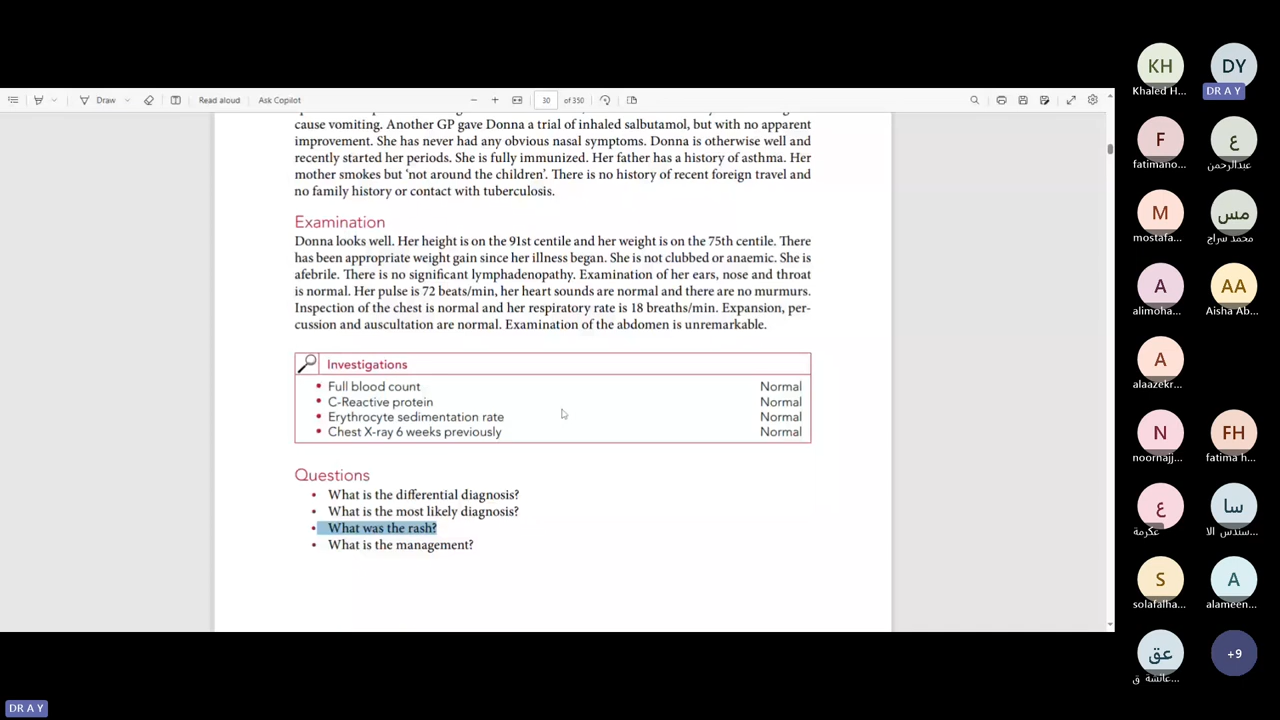 KH
DY
Khaled H...
DR A Y
Read aloud
Ask Copilot
Draw
30
of 350
cause vomiting. Another GP gave Donna a trial of inhaled salbutamol, but with no apparent
improvement. She has never had any obvious nasal symptoms. Donna is otherwise well and
recently started her periods. She is fully immunized. Her father has a history of asthma. Her
mother smokes but ‘not around the children’. There is no history of recent foreign travel and
no family history or contact with tuberculosis.
Examination
Donna looks well. Her height is on the 91st centile and her weight is on the 75th centile. There
has been appropriate weight gain since her illness began. She is not clubbed or anaemic. She is
afebrile. There is no significant lymphadenopathy. Examination of her ears, nose and throat
is normal. Her pulse is 72 beats/min, her heart sounds are normal and there are no murmurs.
Inspection of the chest is normal and her respiratory rate is 18 breaths/min. Expansion, per-
cussion and auscultation are normal. Examination of the abdomen is unremarkable.
Investigations
• Full blood count Normal
• C-Reactive protein Normal
• Erythrocyte sedimentation rate Normal
• Chest X-ray 6 weeks previously Normal
Questions
• What is the differential diagnosis?
• What is the most likely diagnosis?
• What was the rash?
• What is the management?
F
ع
fatimano...
عبدالرحمن
M
مس
mostafa...
محمد سراج
A
AA
alimoha...
Aisha Ab...
A
alaazekr...
N
FH
noornajj...
fatima h...
ع
سا
عكرمة
سندس الا...
S
A
solafalha...
alameen...
عق
+9
عائشة ق...
DR A Y